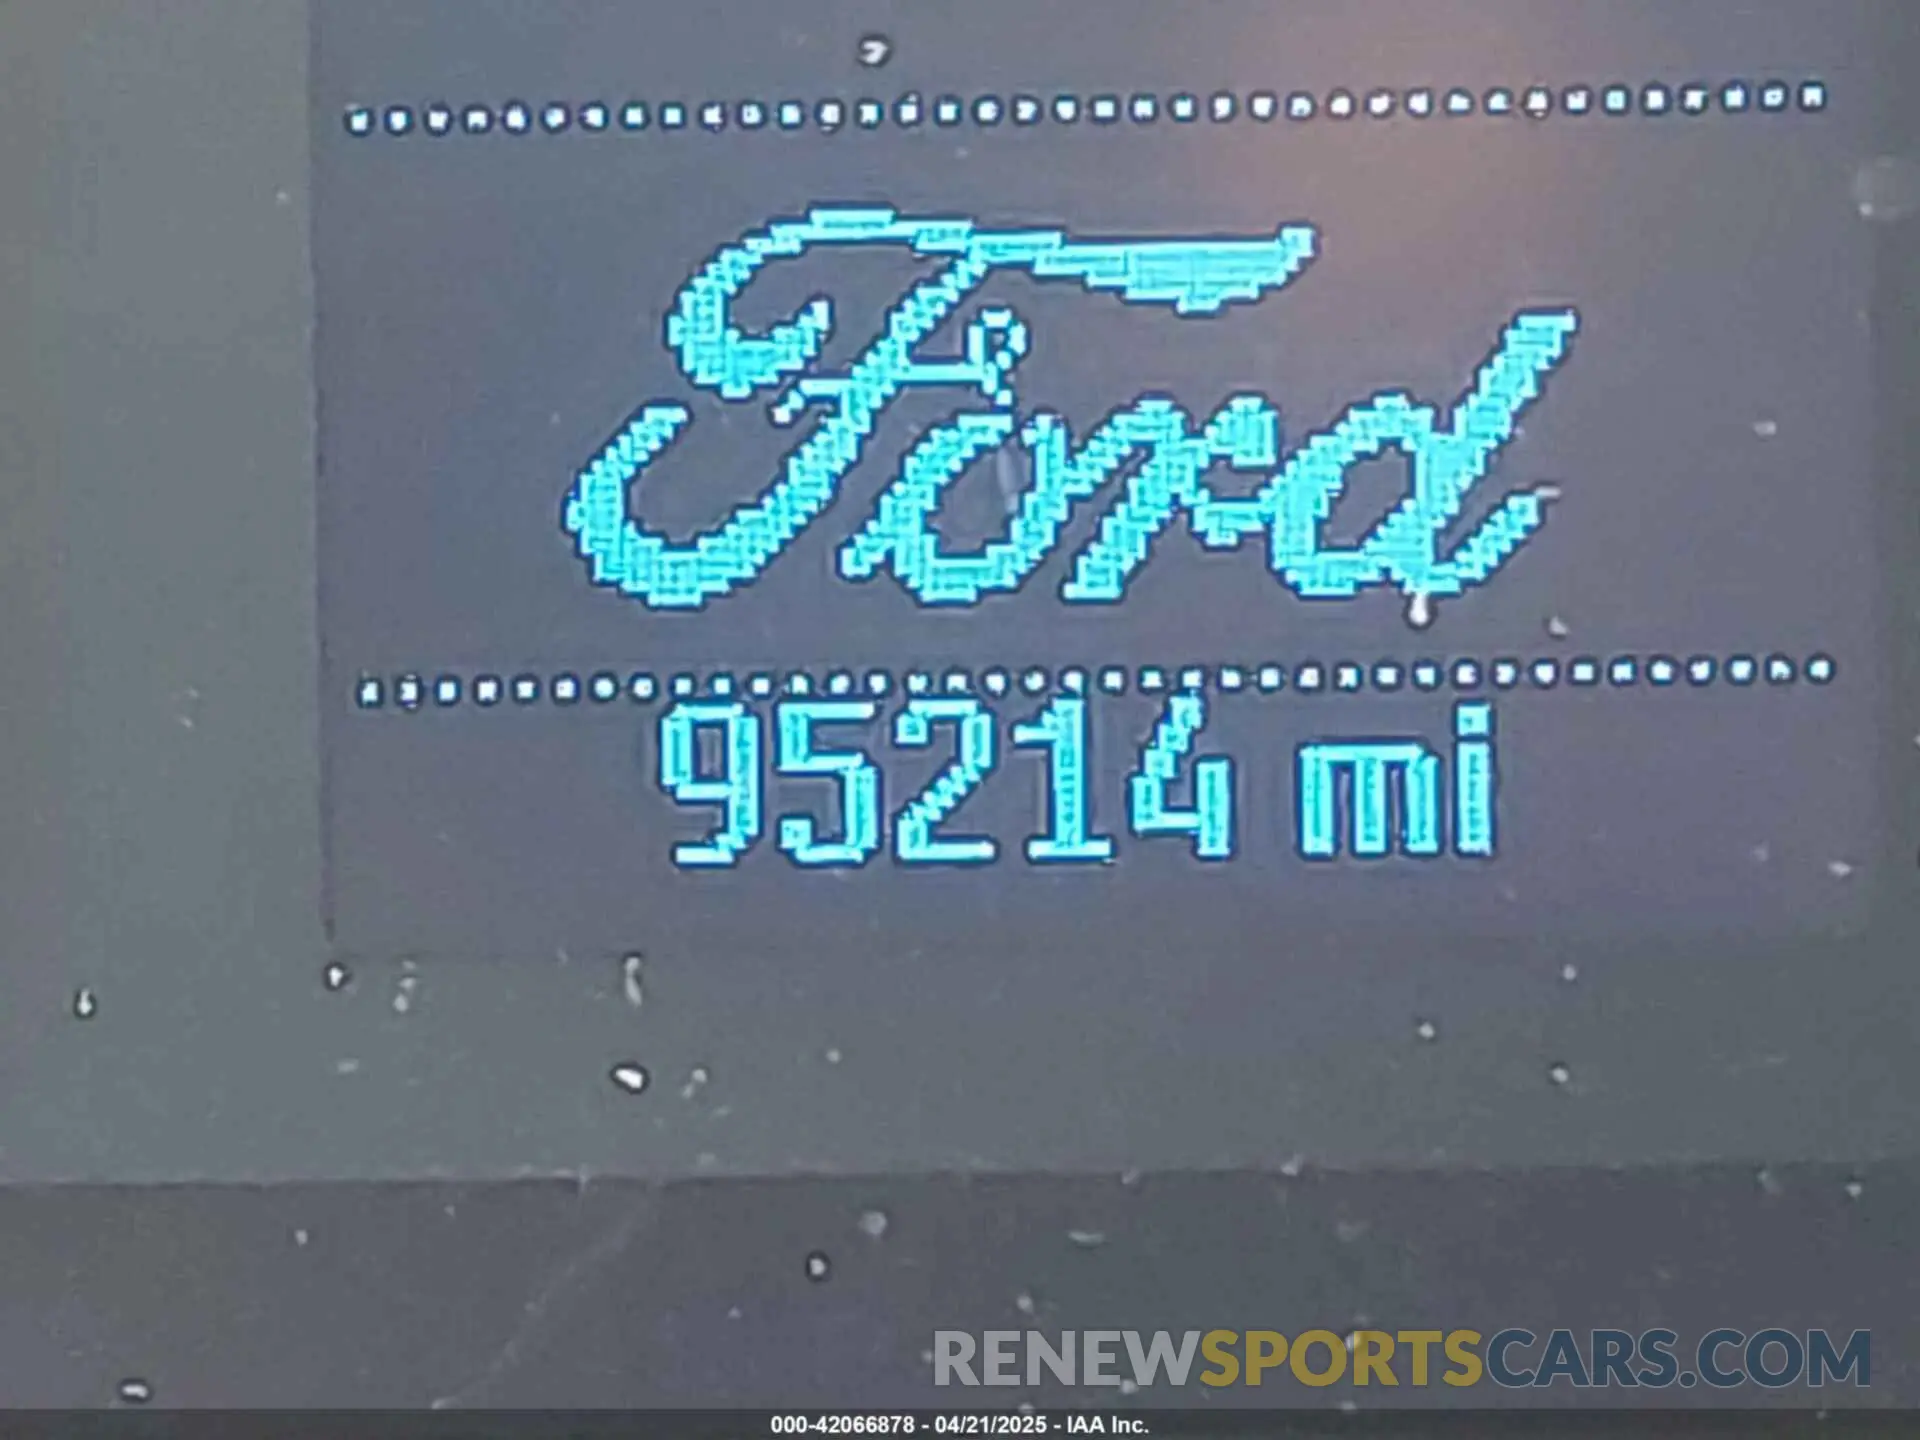 Ford
95214 mi
RENEWSPORTSCARS.COM
000-42066878 - 04/21/2025 - IAA Inc.